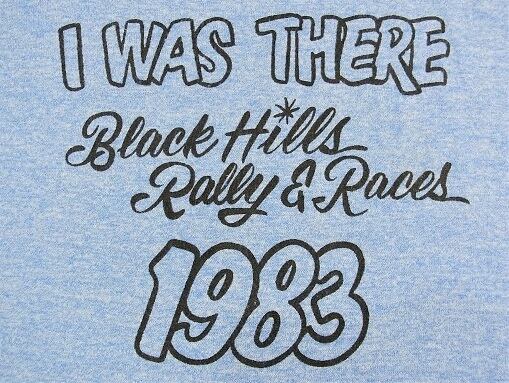 I WAS THERE
Black Hills
Rally & Races
1983